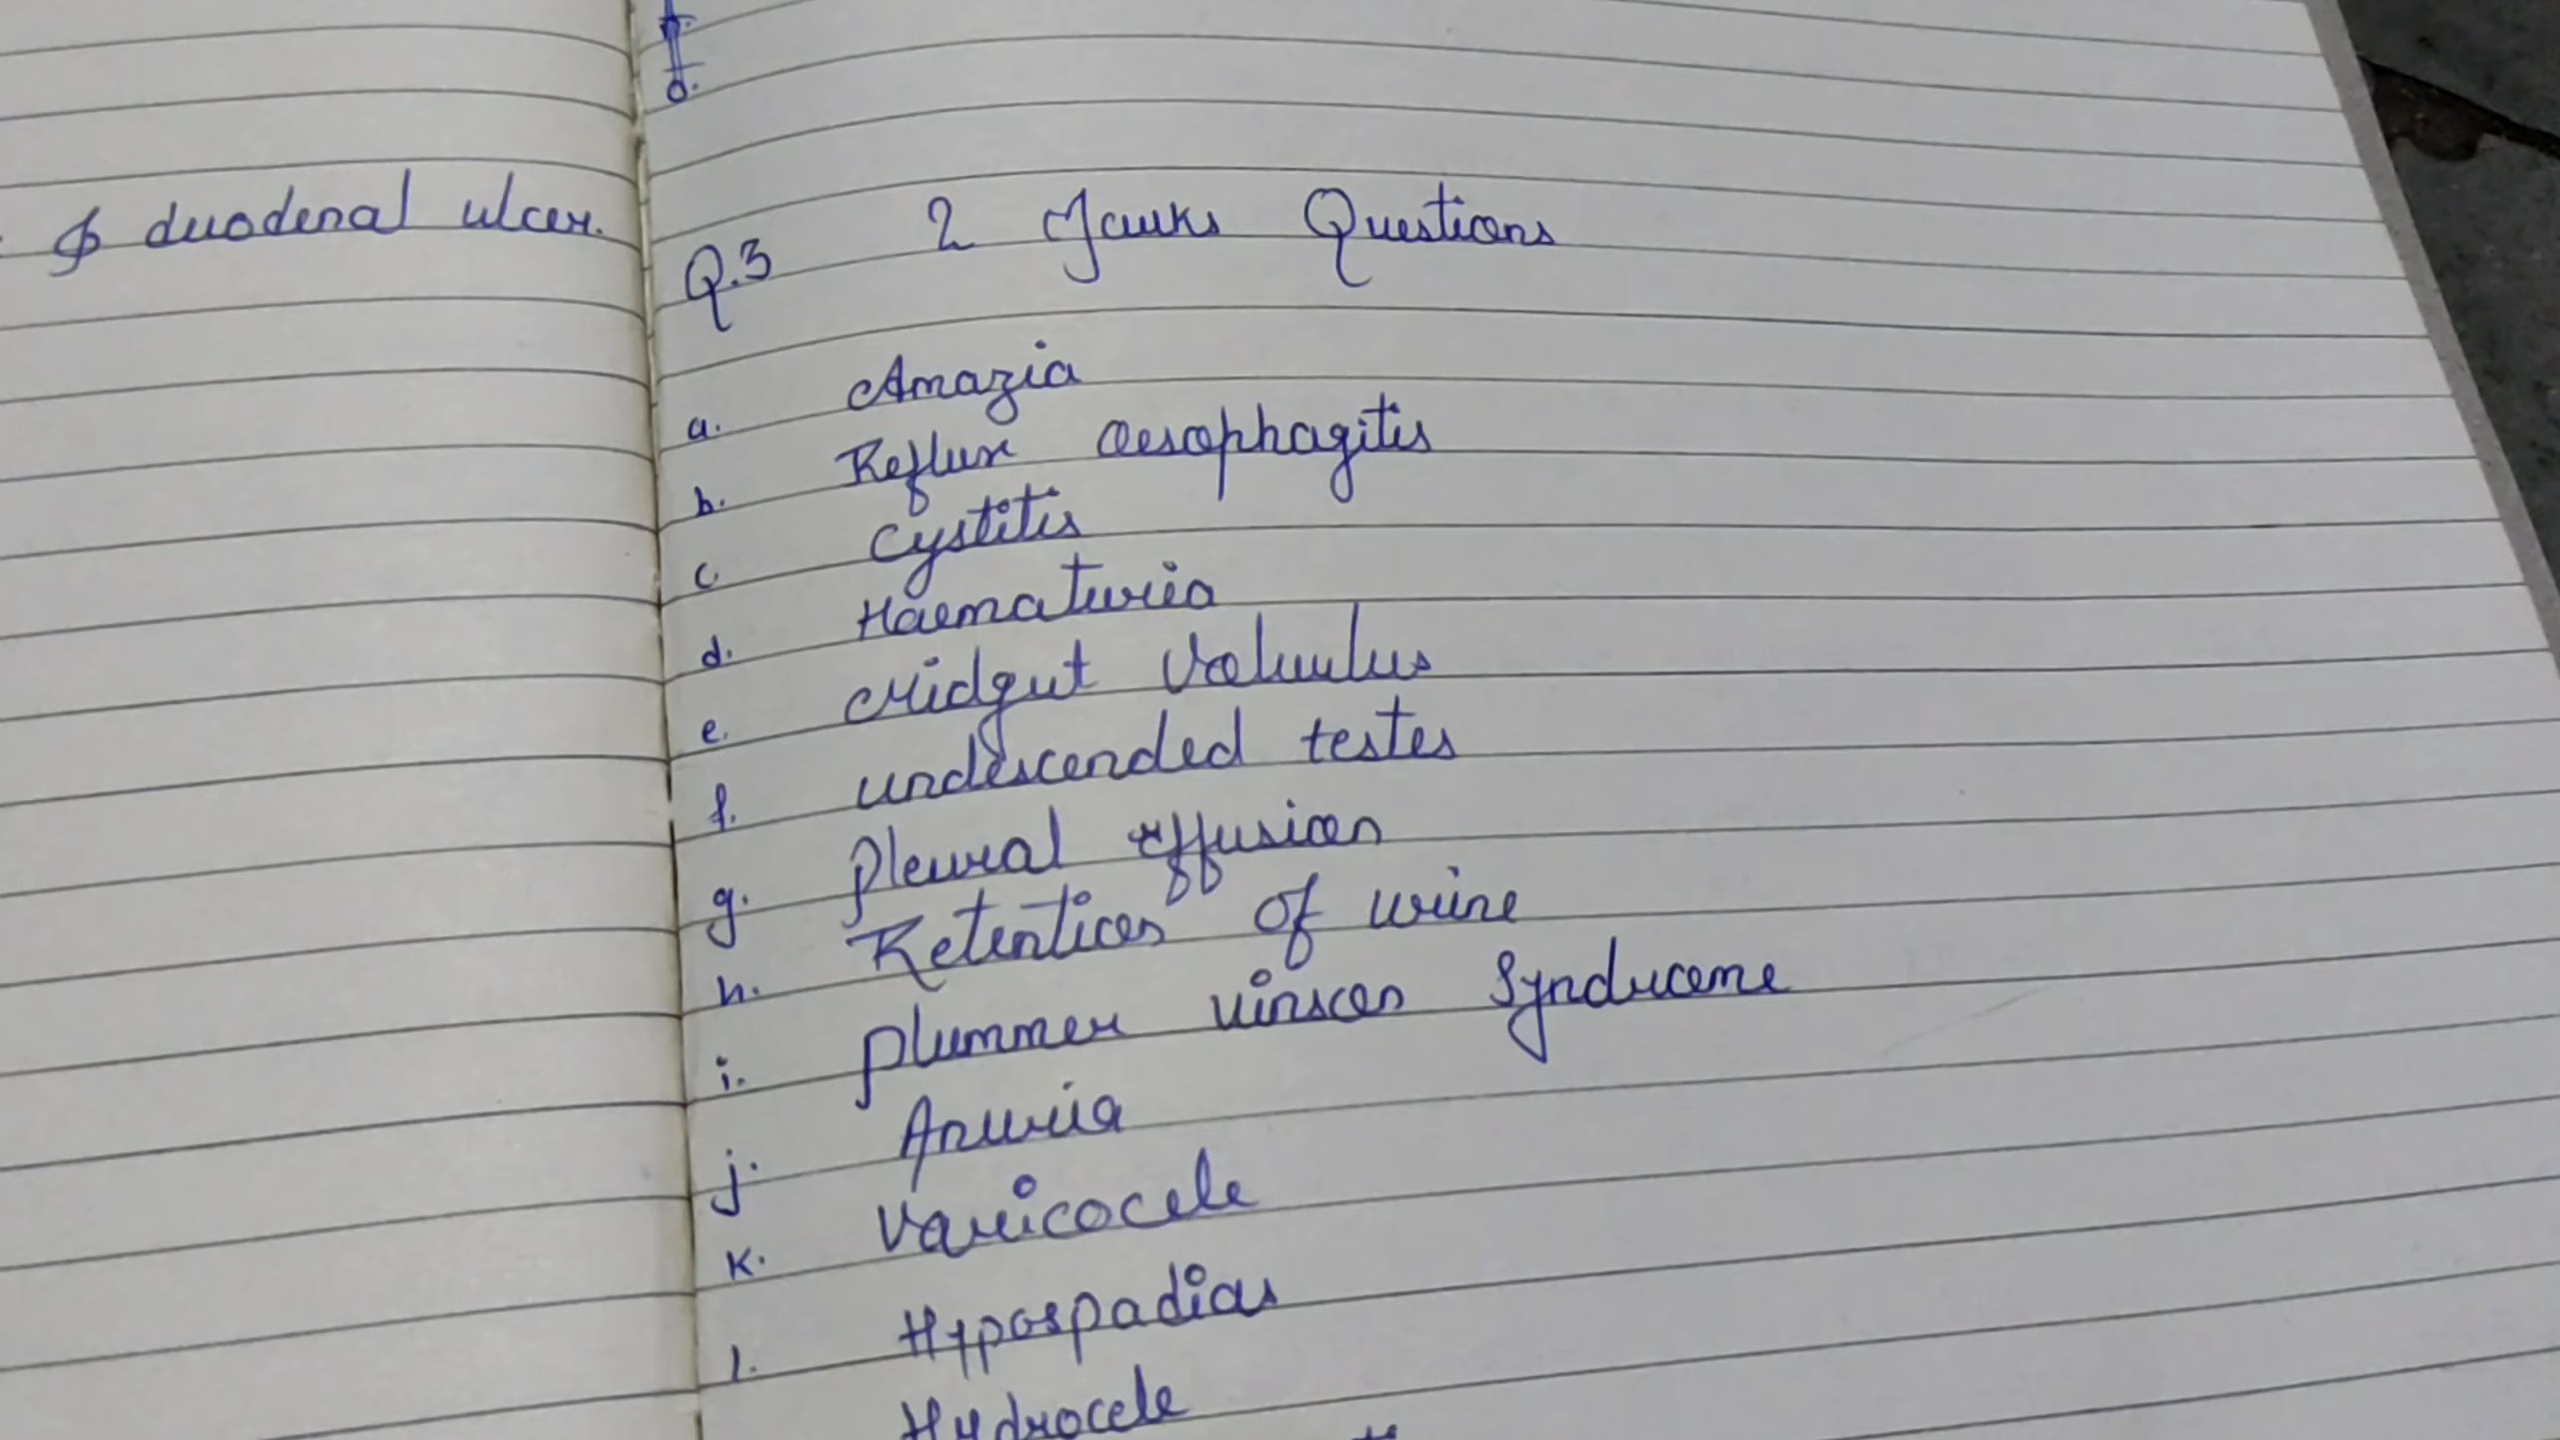 duodenal ulcer.
o.
Q.3 2 Marks Questions
a. Amazia
b. Reflux oesophagitis
c. Cystitis
d. Haematuria
e. Midgut Volvulus
f. undescended testes
g. Pleural effusion
h. Retention of urine
i. Plummer vinson Syndrome
j. Anuria
k. Varicocele
l. Hypospadias
Hydrocele